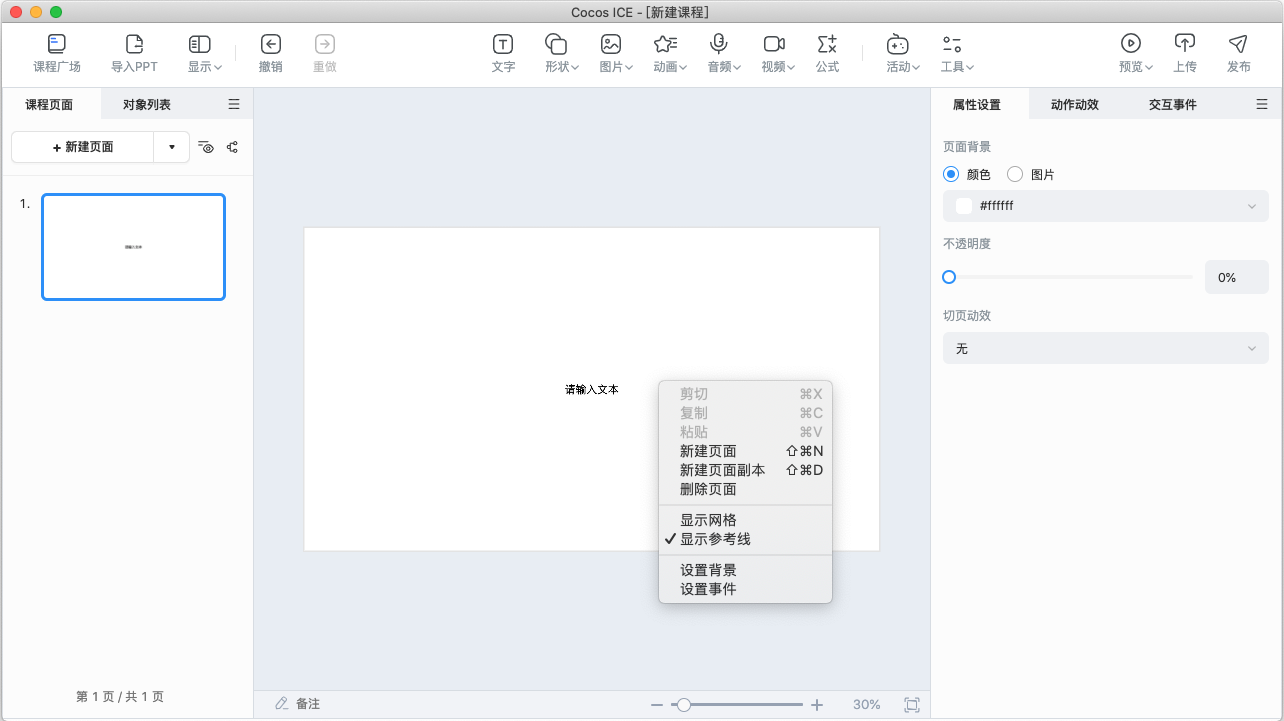 Cocos ICE - [新建课程]
课程广场 导入PPT 显示 撤销 重做 文字 形状 图片 动画 音频 视频 公式 活动 工具 预览 上传 发布
课程页面 对象列表
+ 新建页面
1.
请输入文本
第 1 页 / 共 1 页
请输入文本
剪切 ⌘X
复制 ⌘C
粘贴 ⌘V
新建页面 ⇧⌘N
新建页面副本 ⇧⌘D
删除页面
显示网格
✓ 显示参考线
设置背景
设置事件
备注
30%
属性设置 动作动效 交互事件
页面背景
颜色 图片
#ffffff
不透明度
0%
切页动效
无